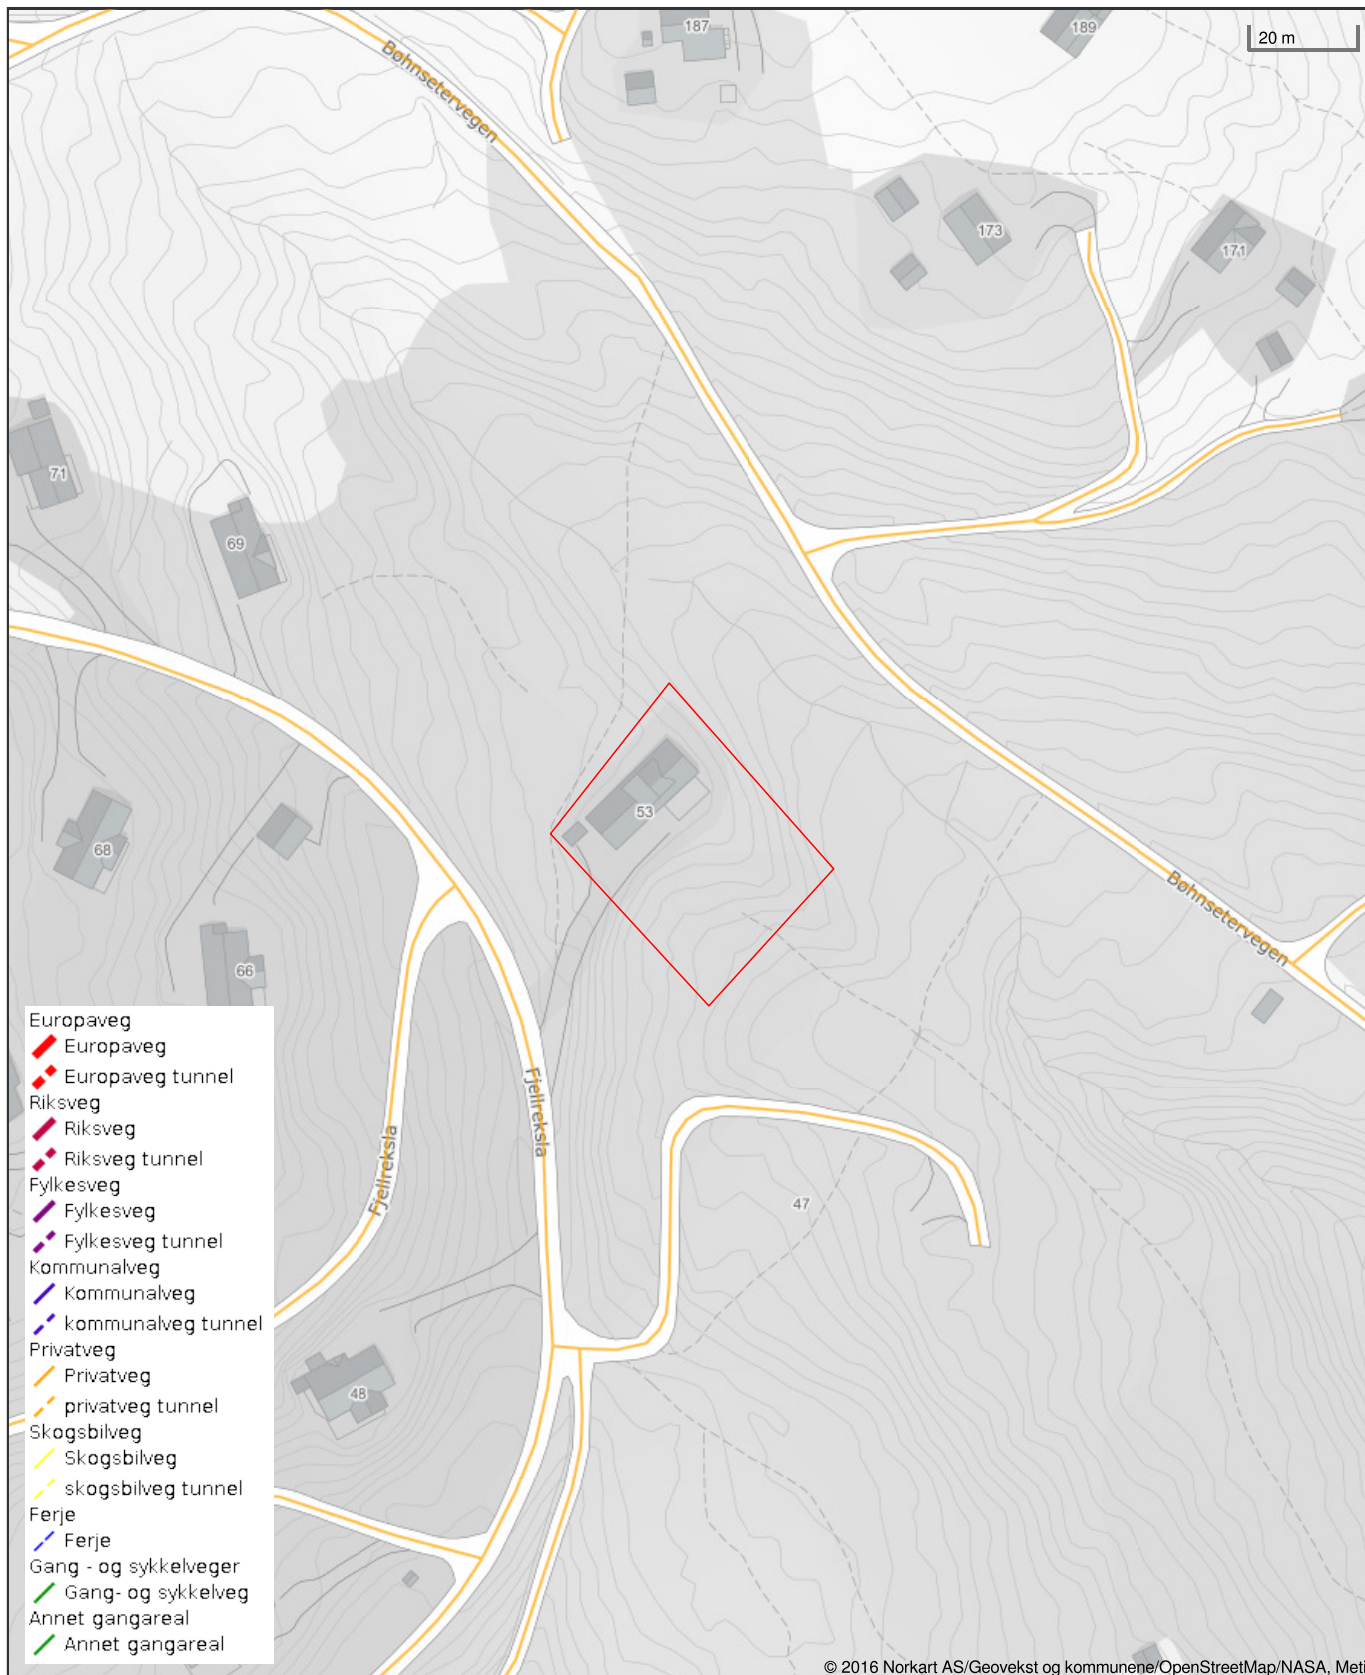 187
189
20 m
Bøhnsetervegen
173
171
71
69
53
68
66
Bøhnsetervegen
Fjellreksla
Fjellreksla
47
48
Europaveg
Europaveg
Europaveg tunnel
Riksveg
Riksveg
Riksveg tunnel
Fylkesveg
Fylkesveg
Fylkesveg tunnel
Kommunalveg
Kommunalveg
kommunalveg tunnel
Privatveg
Privatveg
privatveg tunnel
Skogsbilveg
Skogsbilveg
skogsbilveg tunnel
Ferje
Ferje
Gang - og sykkelveger
Gang- og sykkelveg
Annet gangareal
Annet gangareal
© 2016 Norkart AS/Geovekst og kommunene/OpenStreetMap/NASA, Meti